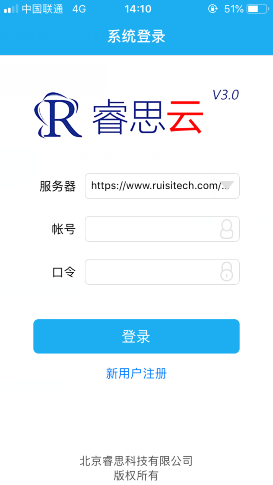 中国联通 4G 14:10 51%
系统登录
R 睿思云 V3.0
服务器 https://www.ruisitech.com/...
帐号
口令
登录
新用户注册
北京睿思科技有限公司
版权所有